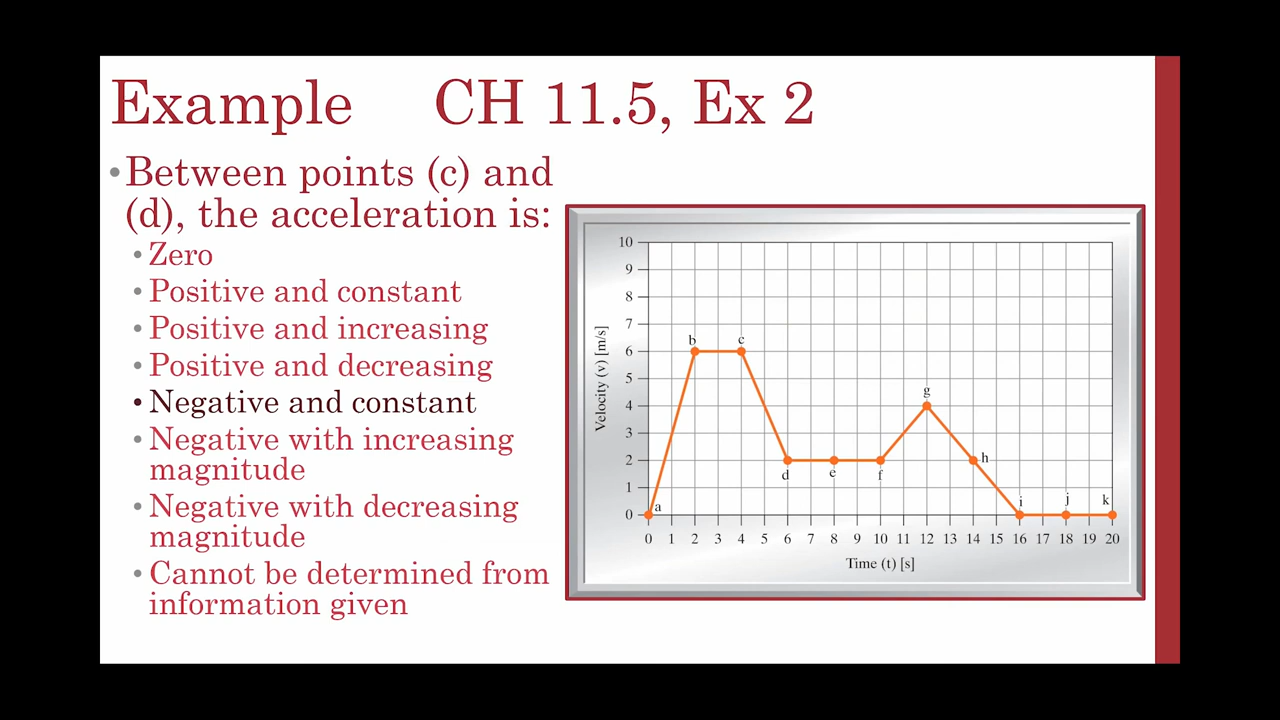 Example CH 11.5, Ex 2
• Between points (c) and
(d), the acceleration is:
• Zero
• Positive and constant
• Positive and increasing
• Positive and decreasing
• Negative and constant
• Negative with increasing
magnitude
• Negative with decreasing
magnitude
• Cannot be determined from
information given
Velocity (v) [m/s]
10
9
8
7
6
5
4
3
2
1
0
a
b
c
d
e
f
g
h
i
j
k
0 1 2 3 4 5 6 7 8 9 10 11 12 13 14 15 16 17 18 19 20
Time (t) [s]